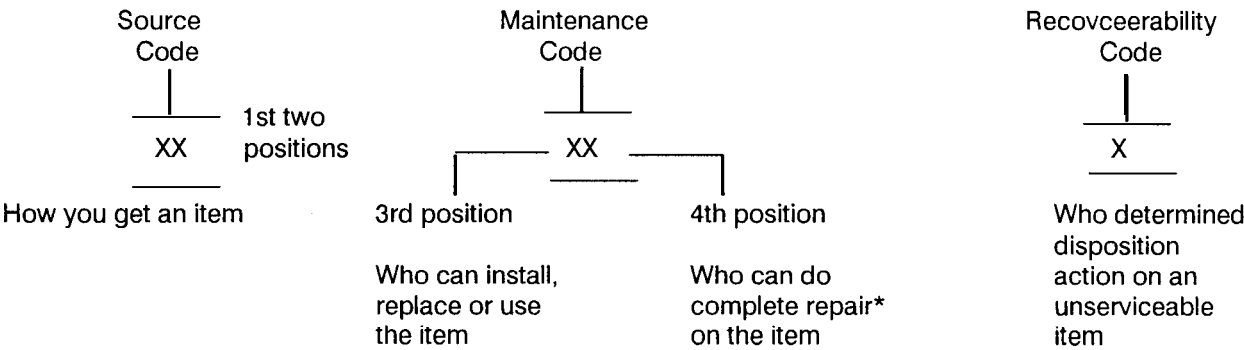 Source
Code
1st two
XX positions
How you get an item
Maintenance
Code
XX
3rd position
Who can install,
replace or use
the item
4th position
Who can do
complete repair*
on the item
Recovceerability
Code
X
Who determined
disposition
action on an
unserviceable
item